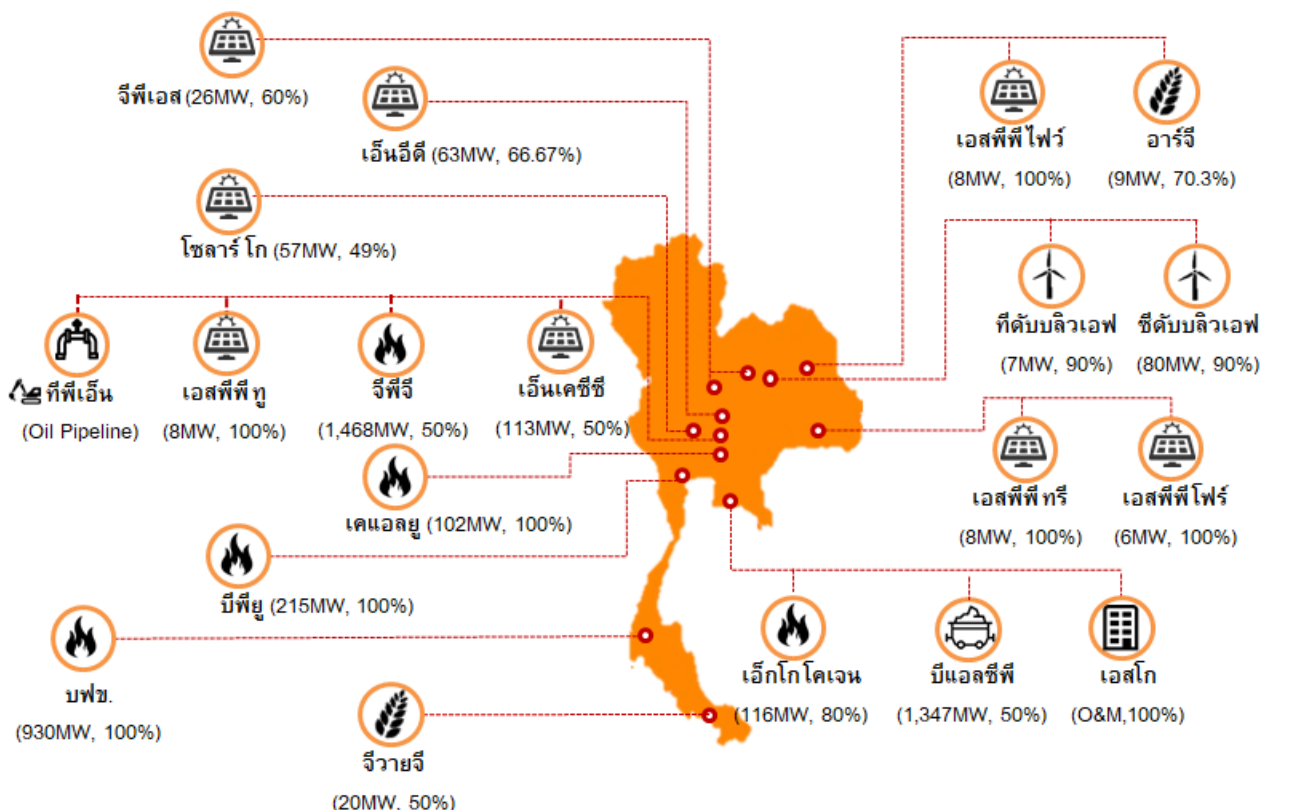 จีพีเอส (26MW, 60%)
เอ็นอีดี (63MW, 66.67%)
โซลาร์ โก (57MW, 49%)
ทีพีเอ็น
(Oil Pipeline)
เอสพีพี ทู
(8MW, 100%)
จีพีจี
(1,468MW, 50%)
เอ็นเคซีซี
(113MW, 50%)
เคแอลยู (102MW, 100%)
บีพียู (215MW, 100%)
บฟข.
(930MW, 100%)
จีวายจี
(20MW, 50%)
เอสพีพี ไฟว์
(8MW, 100%)
อาร์จี
(9MW, 70.3%)
ทีดับบลิวเอฟ
(7MW, 90%)
ซีดับบลิวเอฟ
(80MW, 90%)
เอสพีพี ทรี
(8MW, 100%)
เอสพีพี โฟร์
(6MW, 100%)
เอ็กโก โคเจน
(116MW, 80%)
บีแอลซีพี
(1,347MW, 50%)
เอสโก
(O&M,100%)